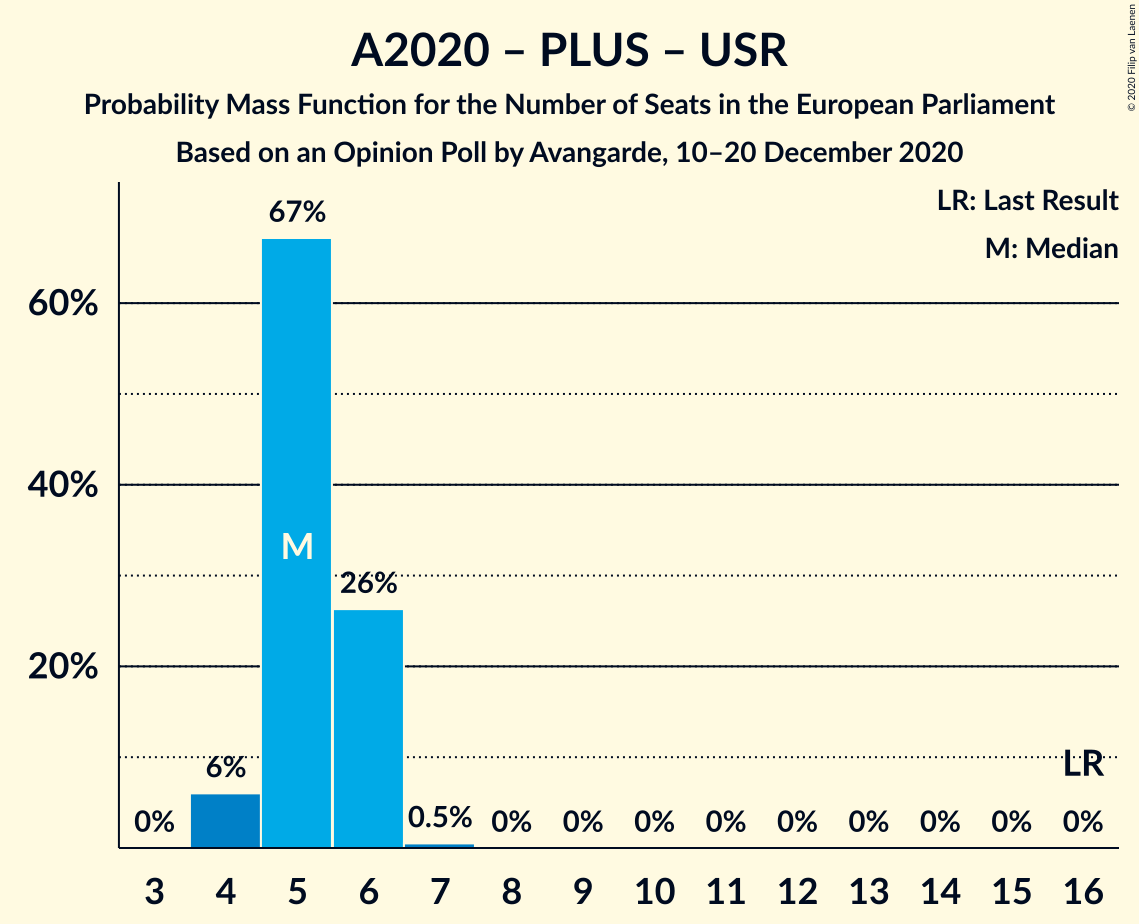 A2020 – PLUS – USR
Probability Mass Function for the Number of Seats in the European Parliament
Based on an Opinion Poll by Avangarde, 10–20 December 2020
© 2020 Filip van Laenen
LR: Last Result
M: Median
67%
60%
40%
M
26%
20%
LR
6%
0% 0.5% 0% 0% 0% 0% 0% 0% 0% 0% 0%
3 4 5 6 7 8 9 10 11 12 13 14 15 16